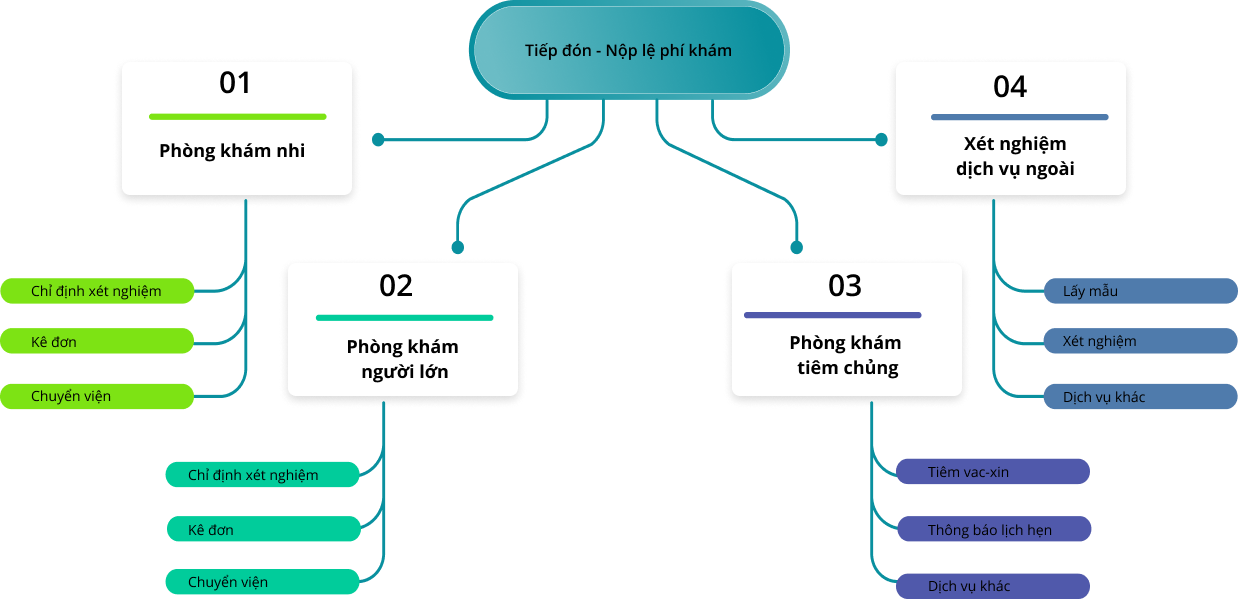 Tiếp đón - Nộp lệ phí khám
01
Phòng khám nhi
Chỉ định xét nghiệm
Kê đơn
Chuyển viện
02
Phòng khám
người lớn
Chỉ định xét nghiệm
Kê đơn
Chuyển viện
03
Phòng khám
tiêm chủng
Tiêm vac-xin
Thông báo lịch hẹn
Dịch vụ khác
04
Xét nghiệm
dịch vụ ngoài
Lấy mẫu
Xét nghiệm
Dịch vụ khác